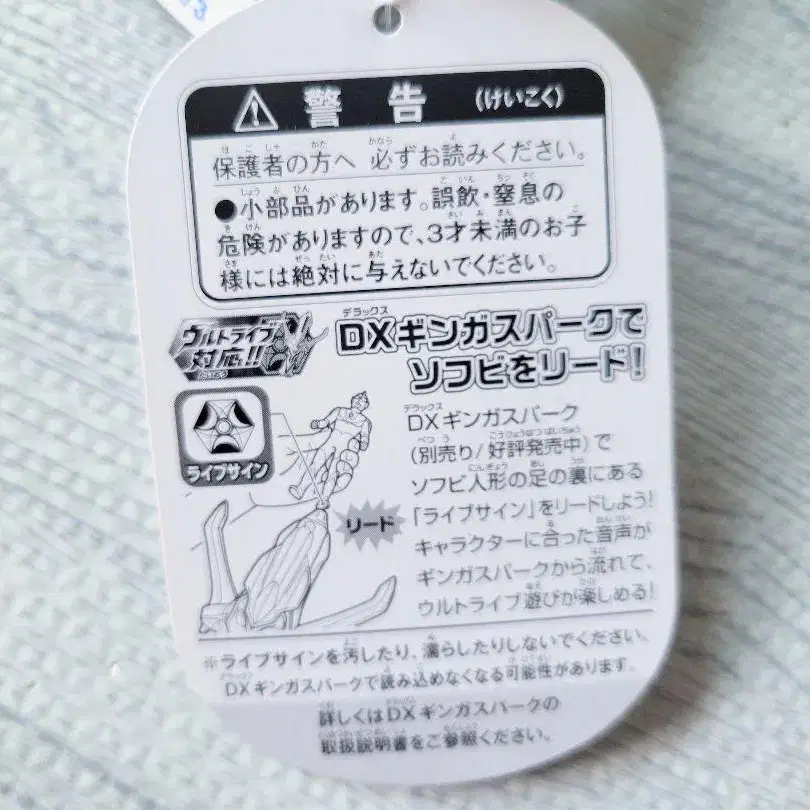 警告 (けいこく)
保護者の方へ 必ずお読みください。
●小部品があります。誤飲・窒息の
危険がありますので、3才未満のお子
様には絶対に与えないでください。
ウルトライブ
対応!!
DXギンガスパークで
ソフビをリード!
ライブサイン
リード
DXギンガスパーク
(別売り/好評発売中)で
ソフビ人形の足の裏にある
「ライブサイン」をリードしよう!
キャラクターに合った音声が
ギンガスパークから流れて、
ウルトライブ遊びが楽しめる!
※ライブサインを汚したり、濡らしたりしないでください。
DXギンガスパークで読み込めなくなる可能性があります。
詳しくはDXギンガスパークの
取扱説明書をご参照ください。